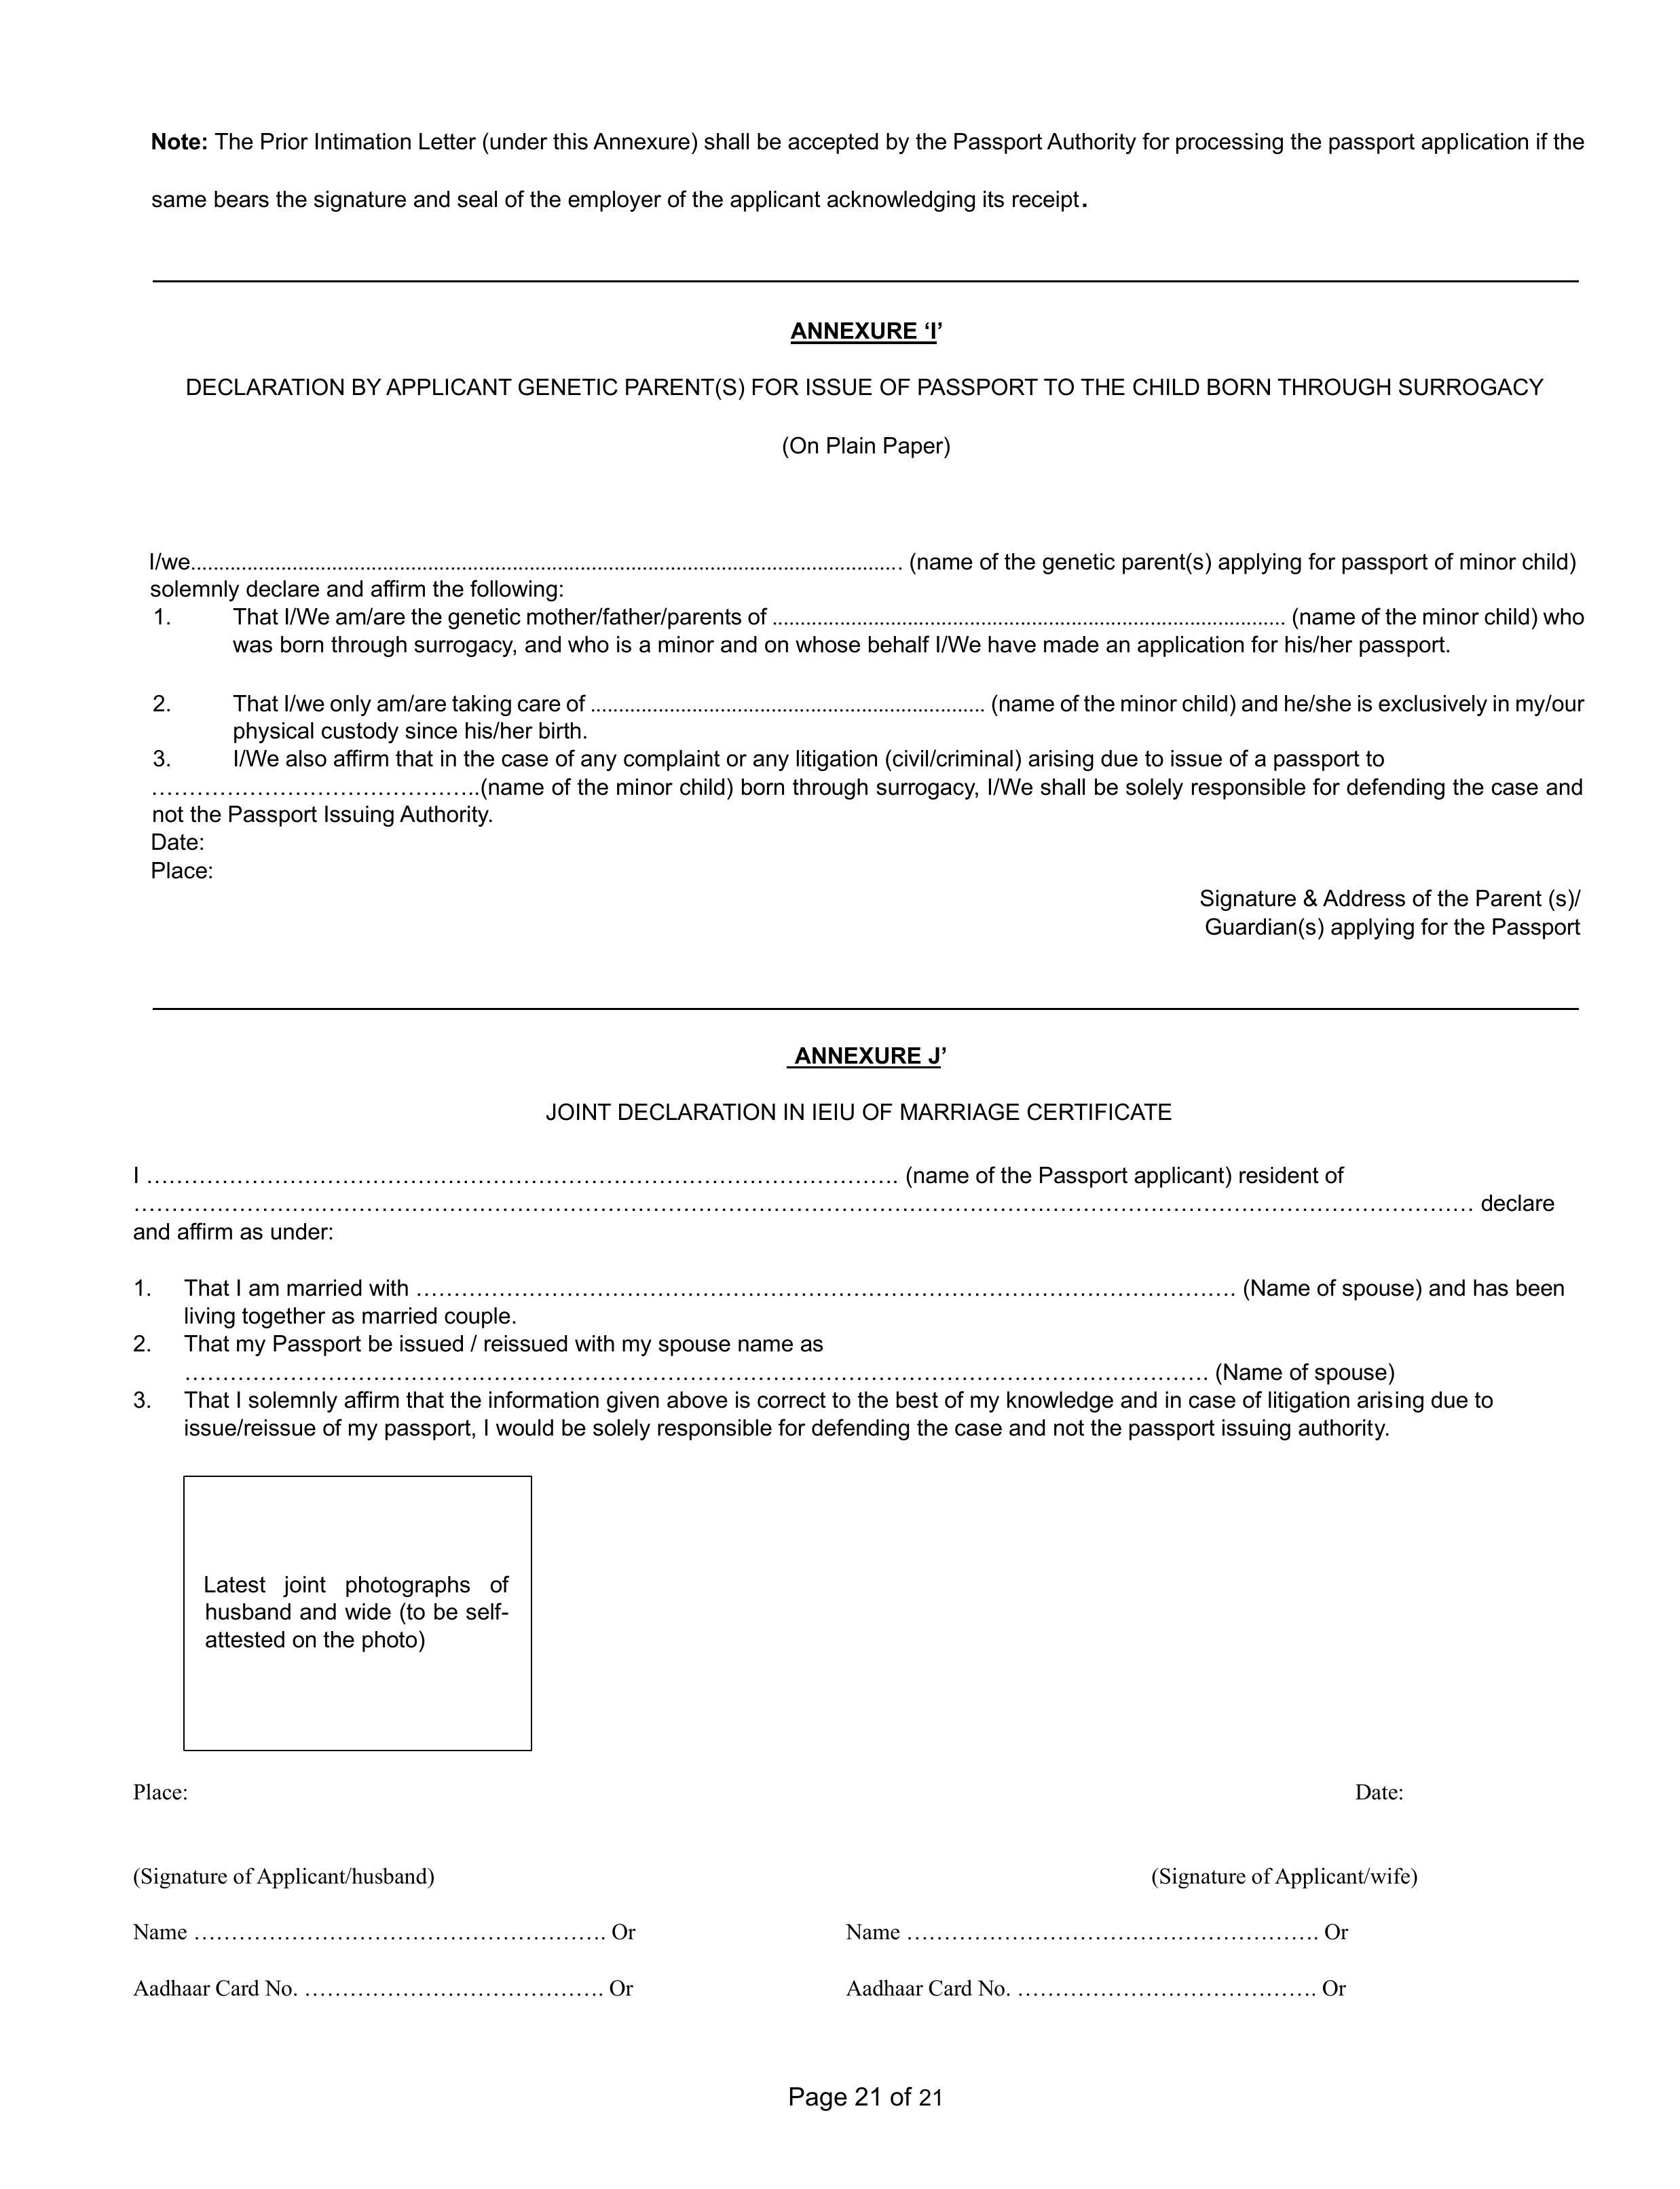 Note: The Prior Intimation Letter (under this Annexure) shall be accepted by the Passport Authority for processing the passport application if the
same bears the signature and seal of the employer of the applicant acknowledging its receipt.
ANNEXURE ‘I’
DECLARATION BY APPLICANT GENETIC PARENT(S) FOR ISSUE OF PASSPORT TO THE CHILD BORN THROUGH SURROGACY
(On Plain Paper)
I/we.............................................................................................................................. (name of the genetic parent(s) applying for passport of minor child)
solemnly declare and affirm the following:
1. That I/We am/are the genetic mother/father/parents of ........................................................................................... (name of the minor child) who
was born through surrogacy, and who is a minor and on whose behalf I/We have made an application for his/her passport.
2. That I/we only am/are taking care of ...................................................................... (name of the minor child) and he/she is exclusively in my/our
physical custody since his/her birth.
3. I/We also affirm that in the case of any complaint or any litigation (civil/criminal) arising due to issue of a passport to
……………………………………..(name of the minor child) born through surrogacy, I/We shall be solely responsible for defending the case and
not the Passport Issuing Authority.
Date:
Place:
Signature & Address of the Parent (s)/
Guardian(s) applying for the Passport
ANNEXURE J’
JOINT DECLARATION IN IEIU OF MARRIAGE CERTIFICATE
I ………………………………………………………………………………………. (name of the Passport applicant) resident of
……………………………………………………………………………………………………………………………………………………………… declare
and affirm as under:
1. That I am married with ………………………………………………………………………………………………. (Name of spouse) and has been
living together as married couple.
2. That my Passport be issued / reissued with my spouse name as
………………………………………………………………………………………………………………………. (Name of spouse)
3. That I solemnly affirm that the information given above is correct to the best of my knowledge and in case of litigation arising due to
issue/reissue of my passport, I would be solely responsible for defending the case and not the passport issuing authority.
Latest joint photographs of
husband and wide (to be self-
attested on the photo)
Place: Date:
(Signature of Applicant/husband) (Signature of Applicant/wife)
Name ………………………………………………. Or Name ………………………………………………. Or
Aadhaar Card No. …………………………………. Or Aadhaar Card No. …………………………………. Or
Page 21 of 21